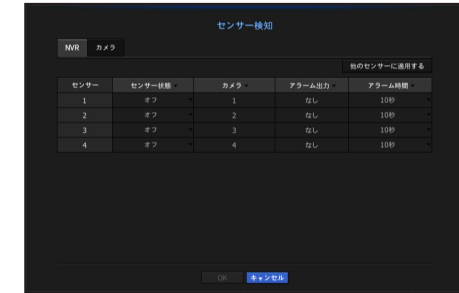 センサー検知
NVR カメラ
他のセンサーに適用する
センサー センサー状態 カメラ アラーム出力 アラーム時間
1 オフ 1 なし 10秒
2 オフ 2 なし 10秒
3 オフ 3 なし 10秒
4 オフ 4 なし 10秒
OK キャンセル